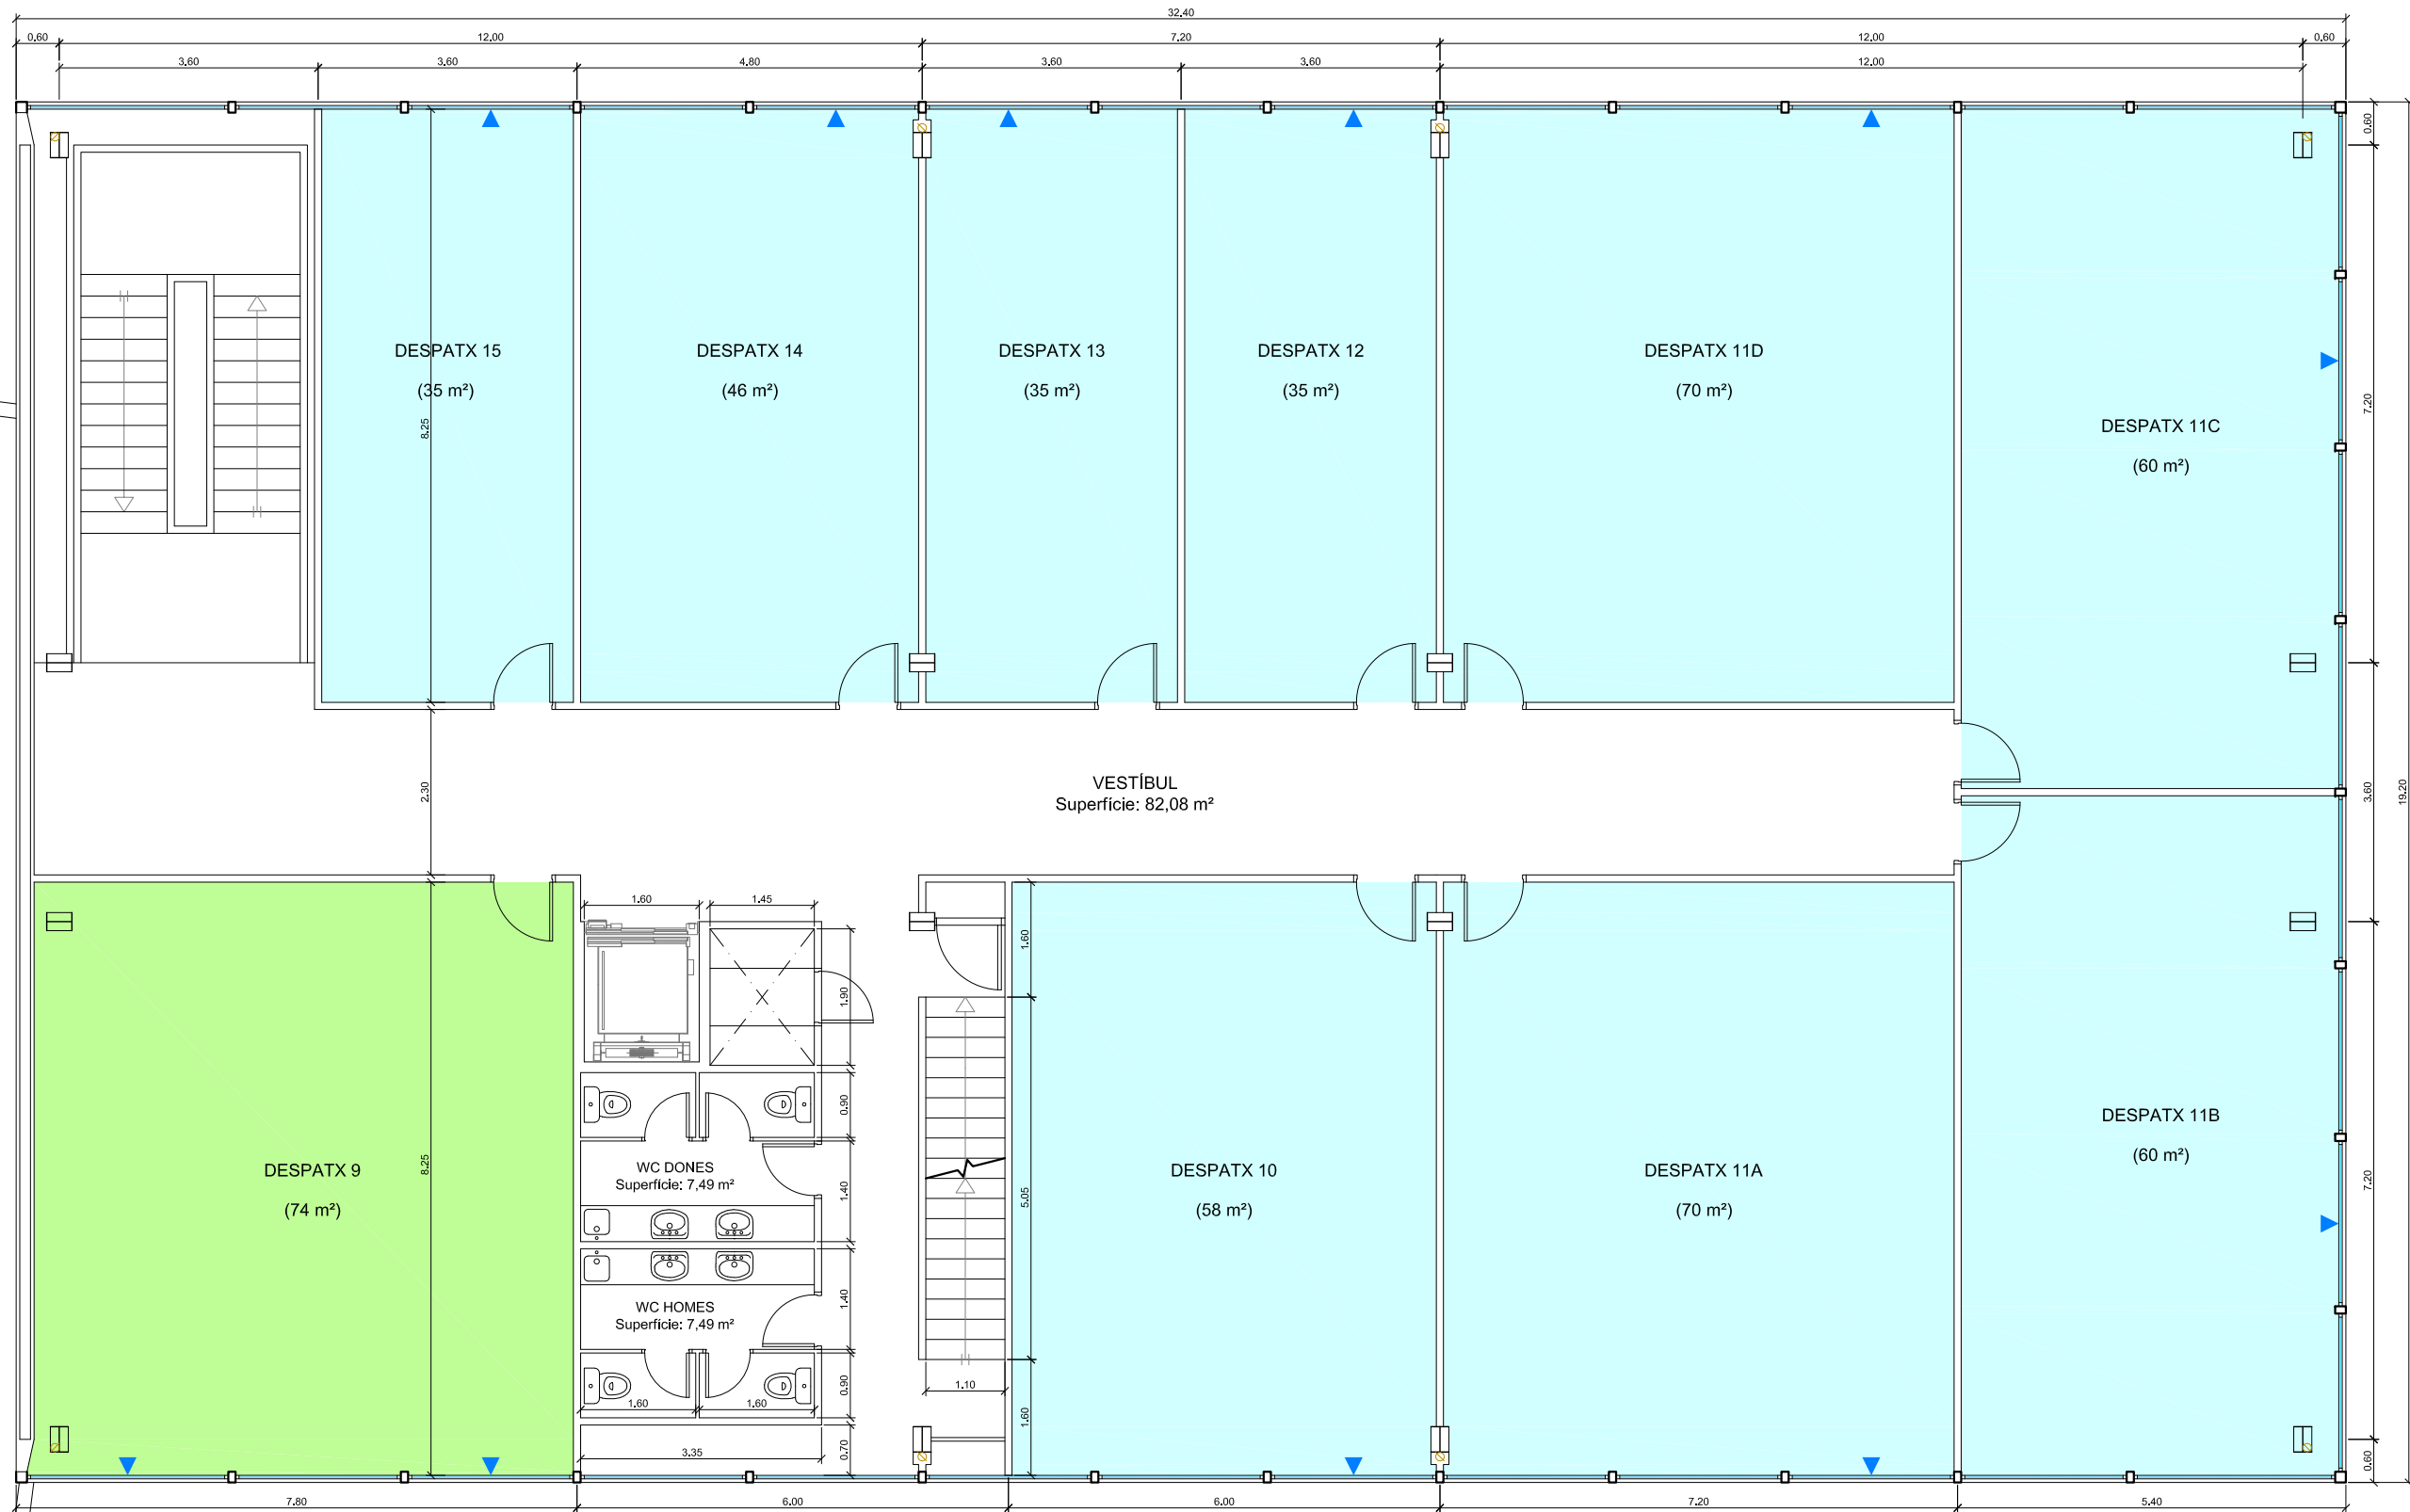 32.40
0.60
12.00
7.20
12.00
0.60
3.60
3.60
4.80
3.60
3.60
12.00
DESPATX 15
(35 m²)
DESPATX 14
(46 m²)
DESPATX 13
(35 m²)
DESPATX 12
(35 m²)
DESPATX 11D
(70 m²)
DESPATX 11C
(60 m²)
8.25
0.60
7.20
3.60
19.20
7.20
0.60
2.30
VESTÍBUL
Superfície: 82,08 m²
1.60
1.45
1.90
0.90
1.40
1.40
0.90
0.70
1.60
5.05
1.60
DESPATX 9
(74 m²)
8.25
WC DONES
Superfície: 7,49 m²
WC HOMES
Superfície: 7,49 m²
DESPATX 10
(58 m²)
DESPATX 11A
(70 m²)
DESPATX 11B
(60 m²)
1.10
1.60
1.60
3.35
7.80
6.00
6.00
7.20
5.40